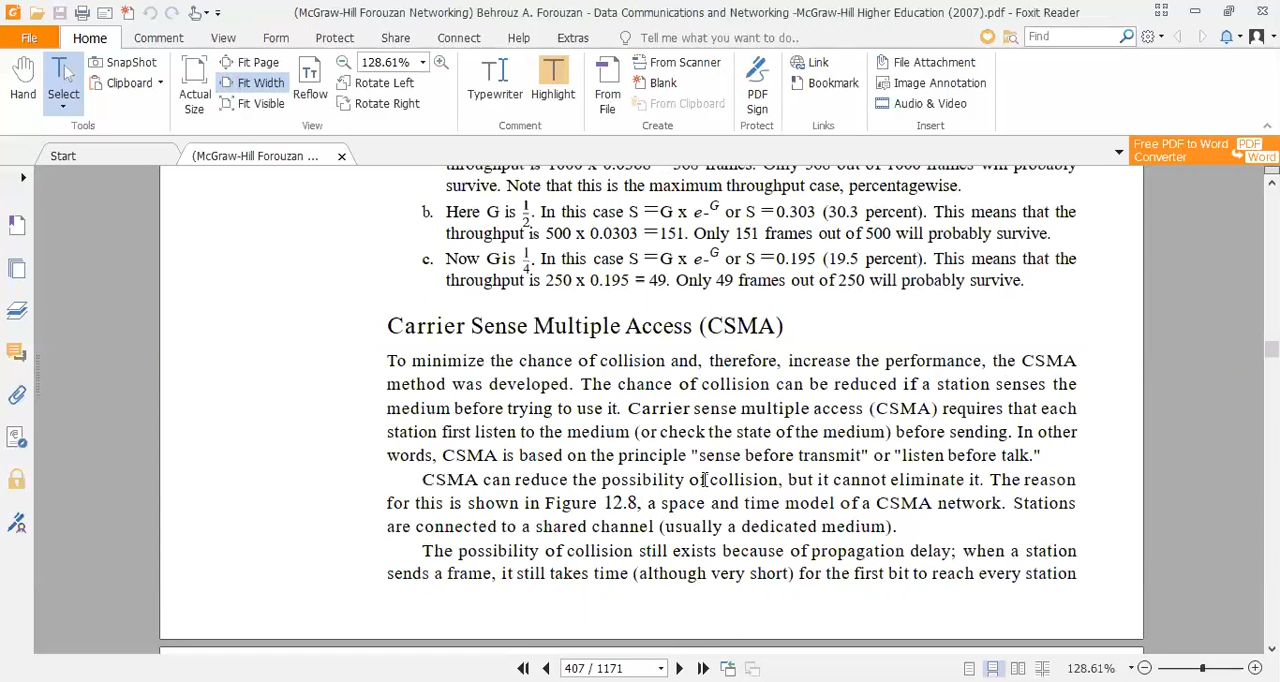 (McGraw-Hill Forouzan Networking) Behrouz A. Forouzan - Data Communications and Networking -McGraw-Hill Higher Education (2007).pdf - Foxit Reader
File Home Comment View Form Protect Share Connect Help Extras Tell me what you want to do.. Find
Hand
Select
SnapShot
Clipboard
Tools
Actual Size
Fit Page
Fit Width
Fit Visible
Reflow
128.61%
Rotate Left
Rotate Right
View
Typewriter
Highlight
Comment
From File
From Scanner
Blank
From Clipboard
Create
PDF Sign
Protect
Link
Bookmark
Links
File Attachment
Image Annotation
Audio & Video
Insert
Start
(McGraw-Hill Forouzan ...
Free PDF to Word Converter
PDF
Word
survive. Note that this is the maximum throughput case, percentagewise.
b. Here G is 1/2. In this case S =G x e-G or S =0.303 (30.3 percent). This means that the
throughput is 500 x 0.0303 =151. Only 151 frames out of 500 will probably survive.
c. Now Gis 1/4. In this case S =G x e-G or S =0.195 (19.5 percent). This means that the
throughput is 250 x 0.195 = 49. Only 49 frames out of 250 will probably survive.
Carrier Sense Multiple Access (CSMA)
To minimize the chance of collision and, therefore, increase the performance, the CSMA
method was developed. The chance of collision can be reduced if a station senses the
medium before trying to use it. Carrier sense multiple access (CSMA) requires that each
station first listen to the medium (or check the state of the medium) before sending. In other
words, CSMA is based on the principle "sense before transmit" or "listen before talk."
CSMA can reduce the possibility of collision, but it cannot eliminate it. The reason
for this is shown in Figure 12.8, a space and time model of a CSMA network. Stations
are connected to a shared channel (usually a dedicated medium).
The possibility of collision still exists because of propagation delay; when a station
sends a frame, it still takes time (although very short) for the first bit to reach every station
407 / 1171
128.61%